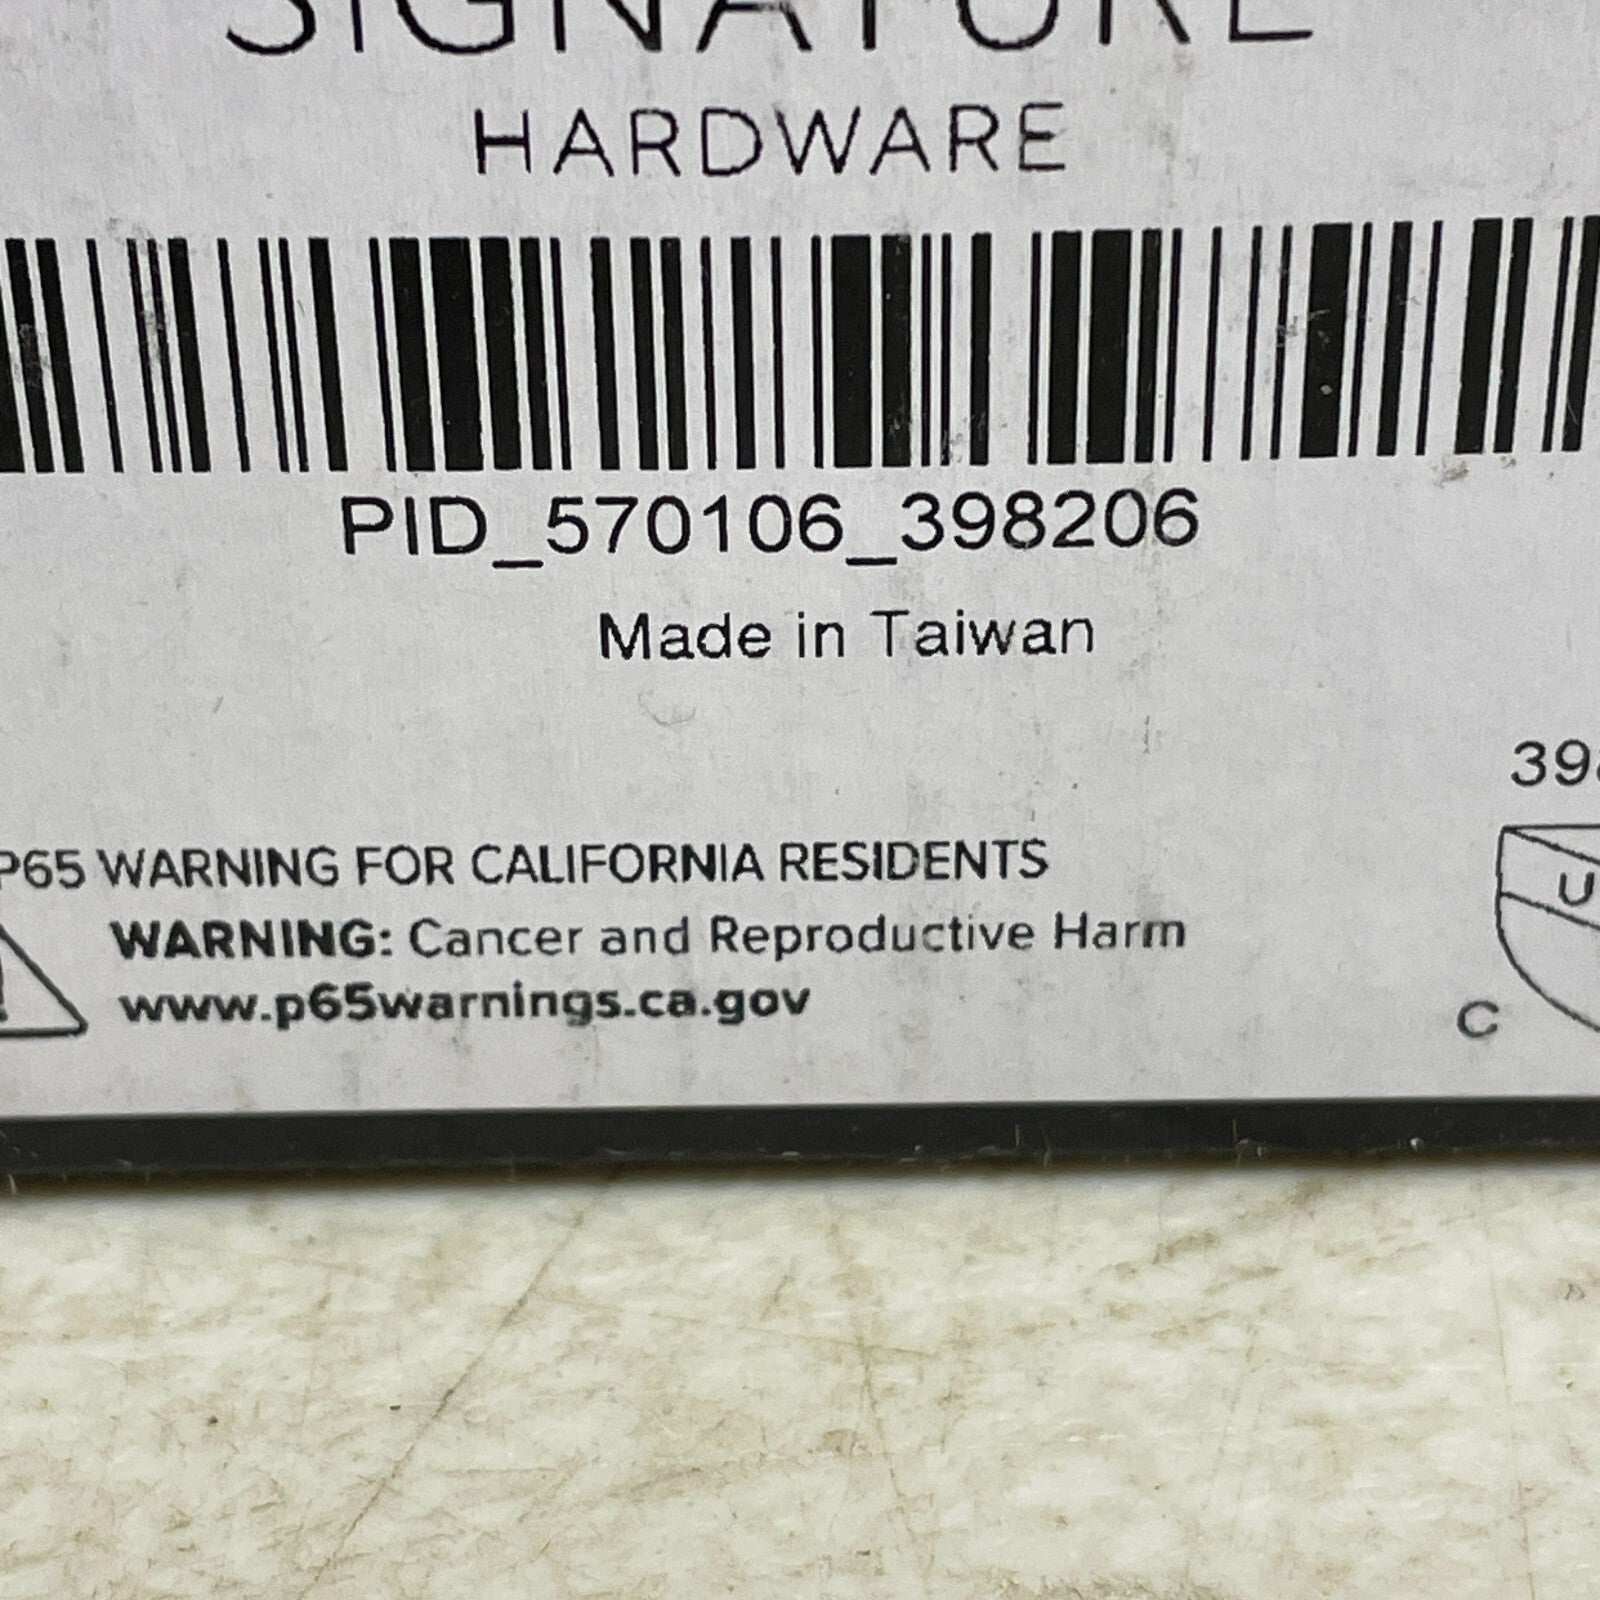 SIGNATURE
HARDWARE
PID_570106_398206
Made in Taiwan
P65 WARNING FOR CALIFORNIA RESIDENTS
WARNING: Cancer and Reproductive Harm
www.p65warnings.ca.gov
C
U